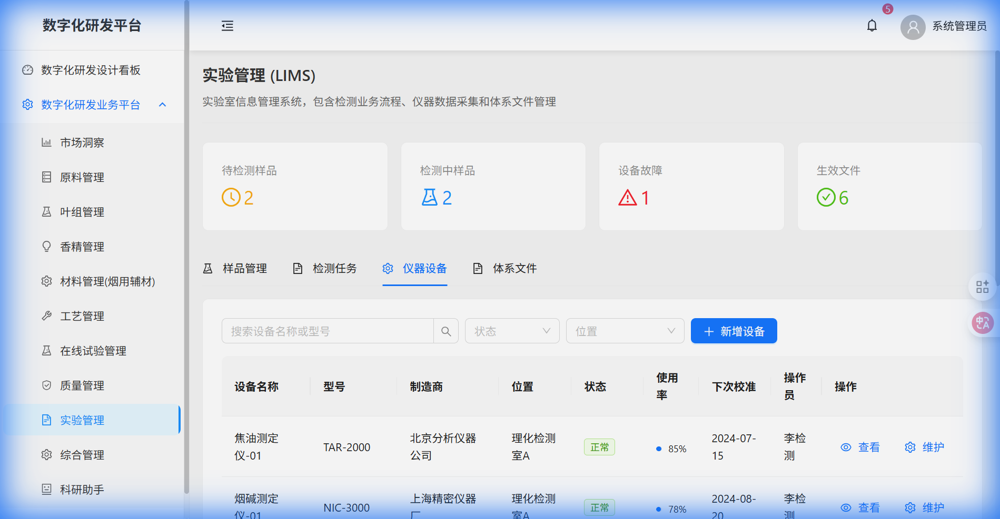 数字化研发平台
5
系统管理员
数字化研发设计看板
数字化研发业务平台
市场洞察
原料管理
叶组管理
香精管理
材料管理(烟用辅材)
工艺管理
在线试验管理
质量管理
实验管理
综合管理
科研助手
实验管理 (LIMS)
实验室信息管理系统，包含检测业务流程、仪器数据采集和体系文件管理
待检测样品
2
检测中样品
2
设备故障
1
生效文件
6
样品管理
检测任务
仪器设备
体系文件
搜索设备名称或型号
状态
位置
新增设备
设备名称
型号
制造商
位置
状态
使用
率
下次校准
操作
员
操作
焦油测定
仪-01
TAR-2000
北京分析仪器
公司
理化检测
室A
正常
85%
2024-07-
15
李检
测
查看
维护
烟碱测定
仪-01
NIC-3000
上海精密仪器
厂
理化检测
室A
正常
78%
2024-08-
20
李检
测
查看
维护
中A